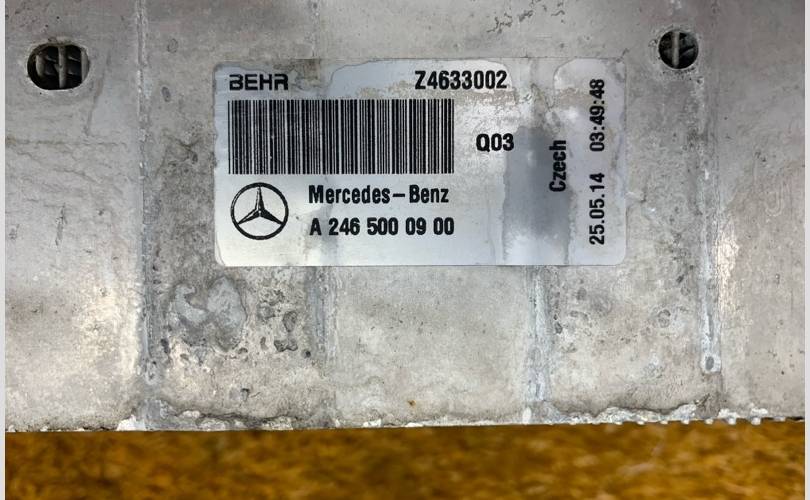 BEHR
Z4633002
Q03
Mercedes-Benz
A 246 500 09 00
Czech
25.05.14 03:49:48